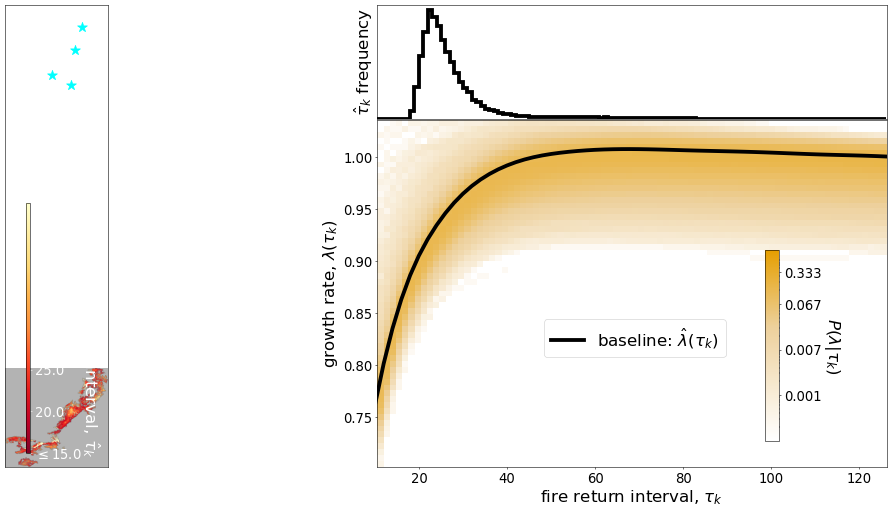 25.0
20.0
≤15.0
interval, τ̂ₖ
τ̂ₖ frequency
1.00
0.95
0.90
0.85
0.80
0.75
growth rate, λ(τₖ)
baseline: λ̂(τₖ)
0.333
0.067
0.007
0.001
P(λ|τₖ)
20 40 60 80 100 120
fire return interval, τₖ